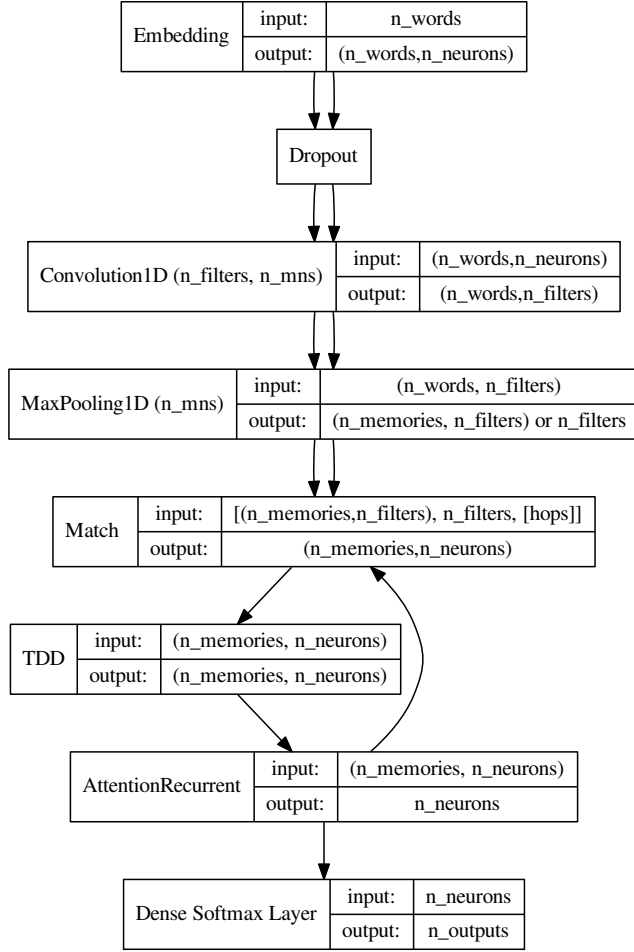 Embedding
input: n_words
output: (n_words,n_neurons)
Dropout
Convolution1D (n_filters, n_mns)
input: (n_words,n_neurons)
output: (n_words,n_filters)
MaxPooling1D (n_mns)
input: (n_words, n_filters)
output: (n_memories, n_filters) or n_filters
Match
input: [(n_memories,n_filters), n_filters, [hops]]
output: (n_memories,n_neurons)
TDD
input: (n_memories, n_neurons)
output: (n_memories, n_neurons)
AttentionRecurrent
input: (n_memories, n_neurons)
output: n_neurons
Dense Softmax Layer
input: n_neurons
output: n_outputs